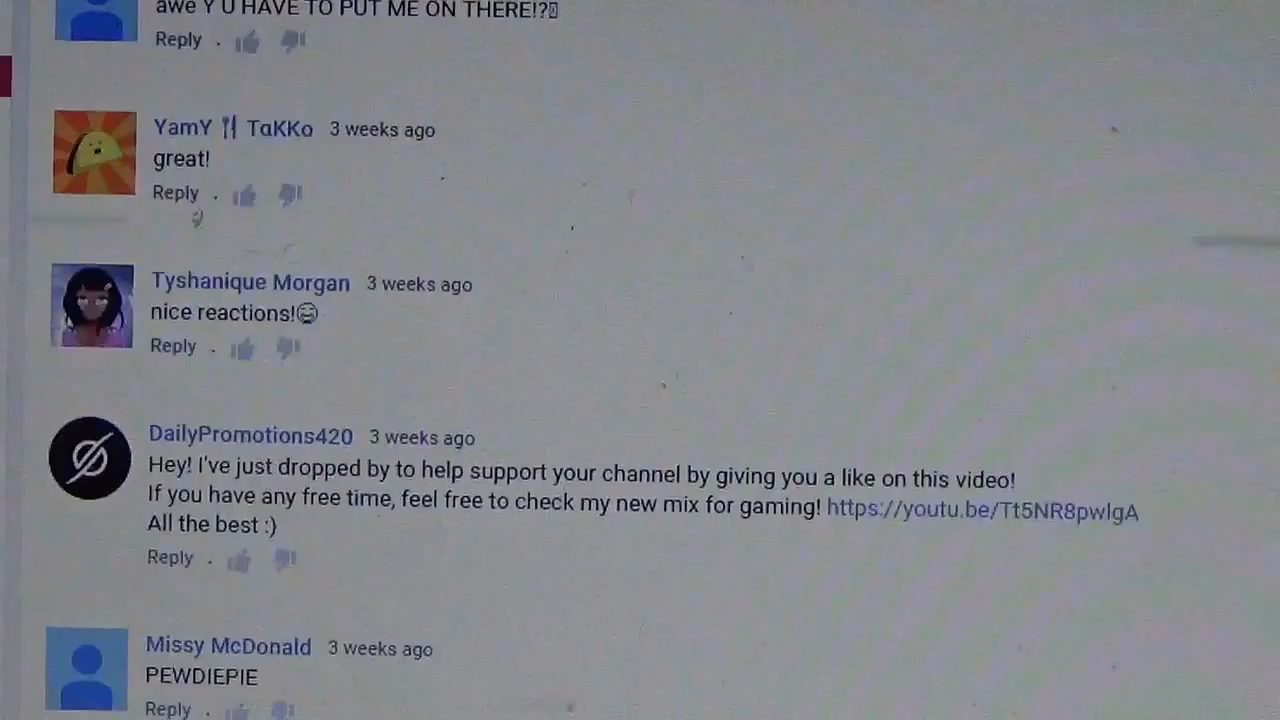 awe Y U HAVE TO PUT ME ON THERE!?
Reply .
YamY 🍴 TαKKo 3 weeks ago
great!
Reply .
Tyshanique Morgan 3 weeks ago
nice reactions!😄
Reply .
DailyPromotions420 3 weeks ago
Hey! I've just dropped by to help support your channel by giving you a like on this video!
If you have any free time, feel free to check my new mix for gaming! https://youtu.be/Tt5NR8pwlgA
All the best :)
Reply .
Missy McDonald 3 weeks ago
PEWDIEPIE
Reply .